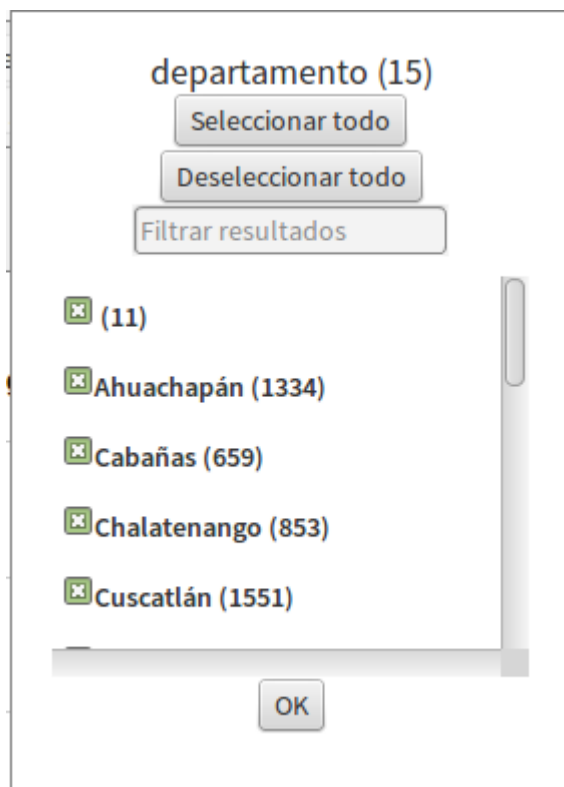 departamento (15)
Seleccionar todo
Deseleccionar todo
Filtrar resultados
(11)
Ahuachapán (1334)
Cabañas (659)
Chalatenango (853)
Cuscatlán (1551)
OK